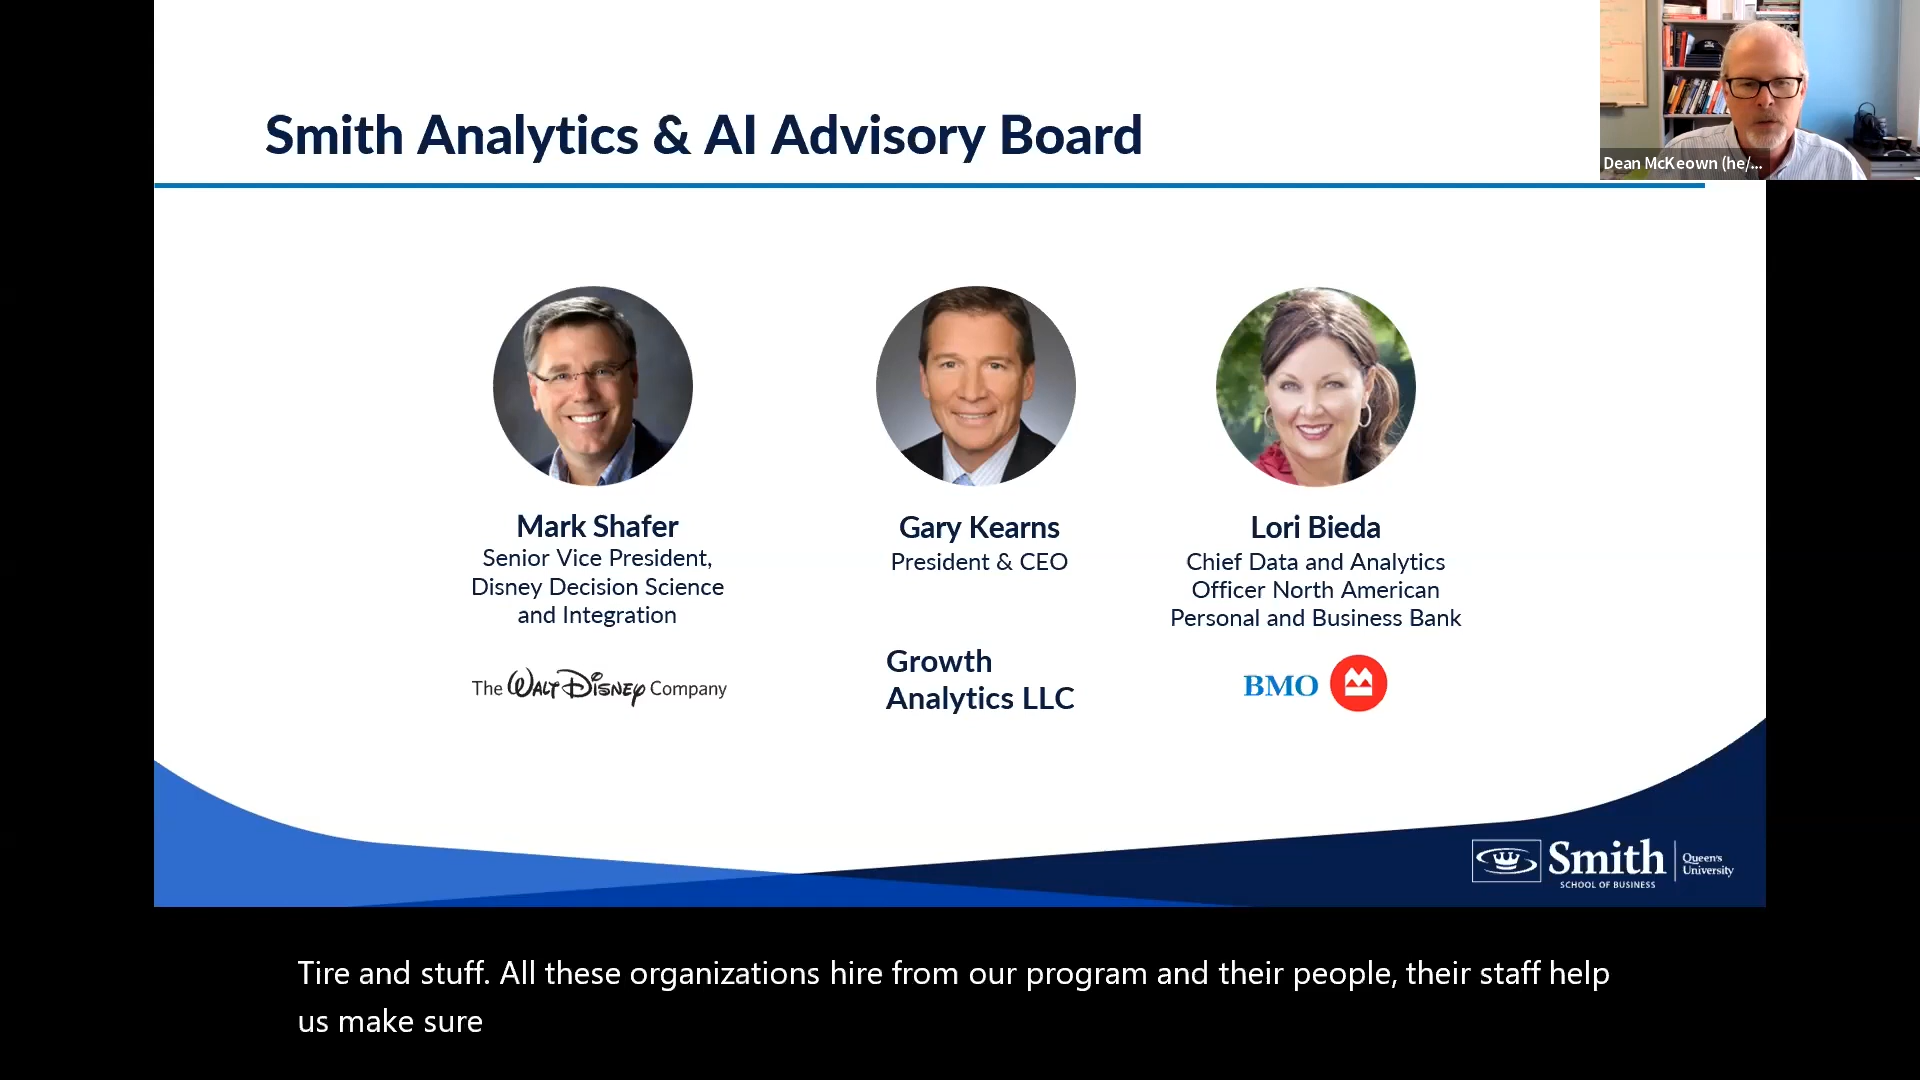 Smith Analytics & AI Advisory Board
Dean McKeown (he/...
Mark Shafer
Senior Vice President,
Disney Decision Science
and Integration
The WALT DISNEY Company
Gary Kearns
President & CEO
Growth
Analytics LLC
Lori Bieda
Chief Data and Analytics
Officer North American
Personal and Business Bank
BMO
Smith
SCHOOL OF BUSINESS
Queen's
University
Tire and stuff. All these organizations hire from our program and their people, their staff help
us make sure